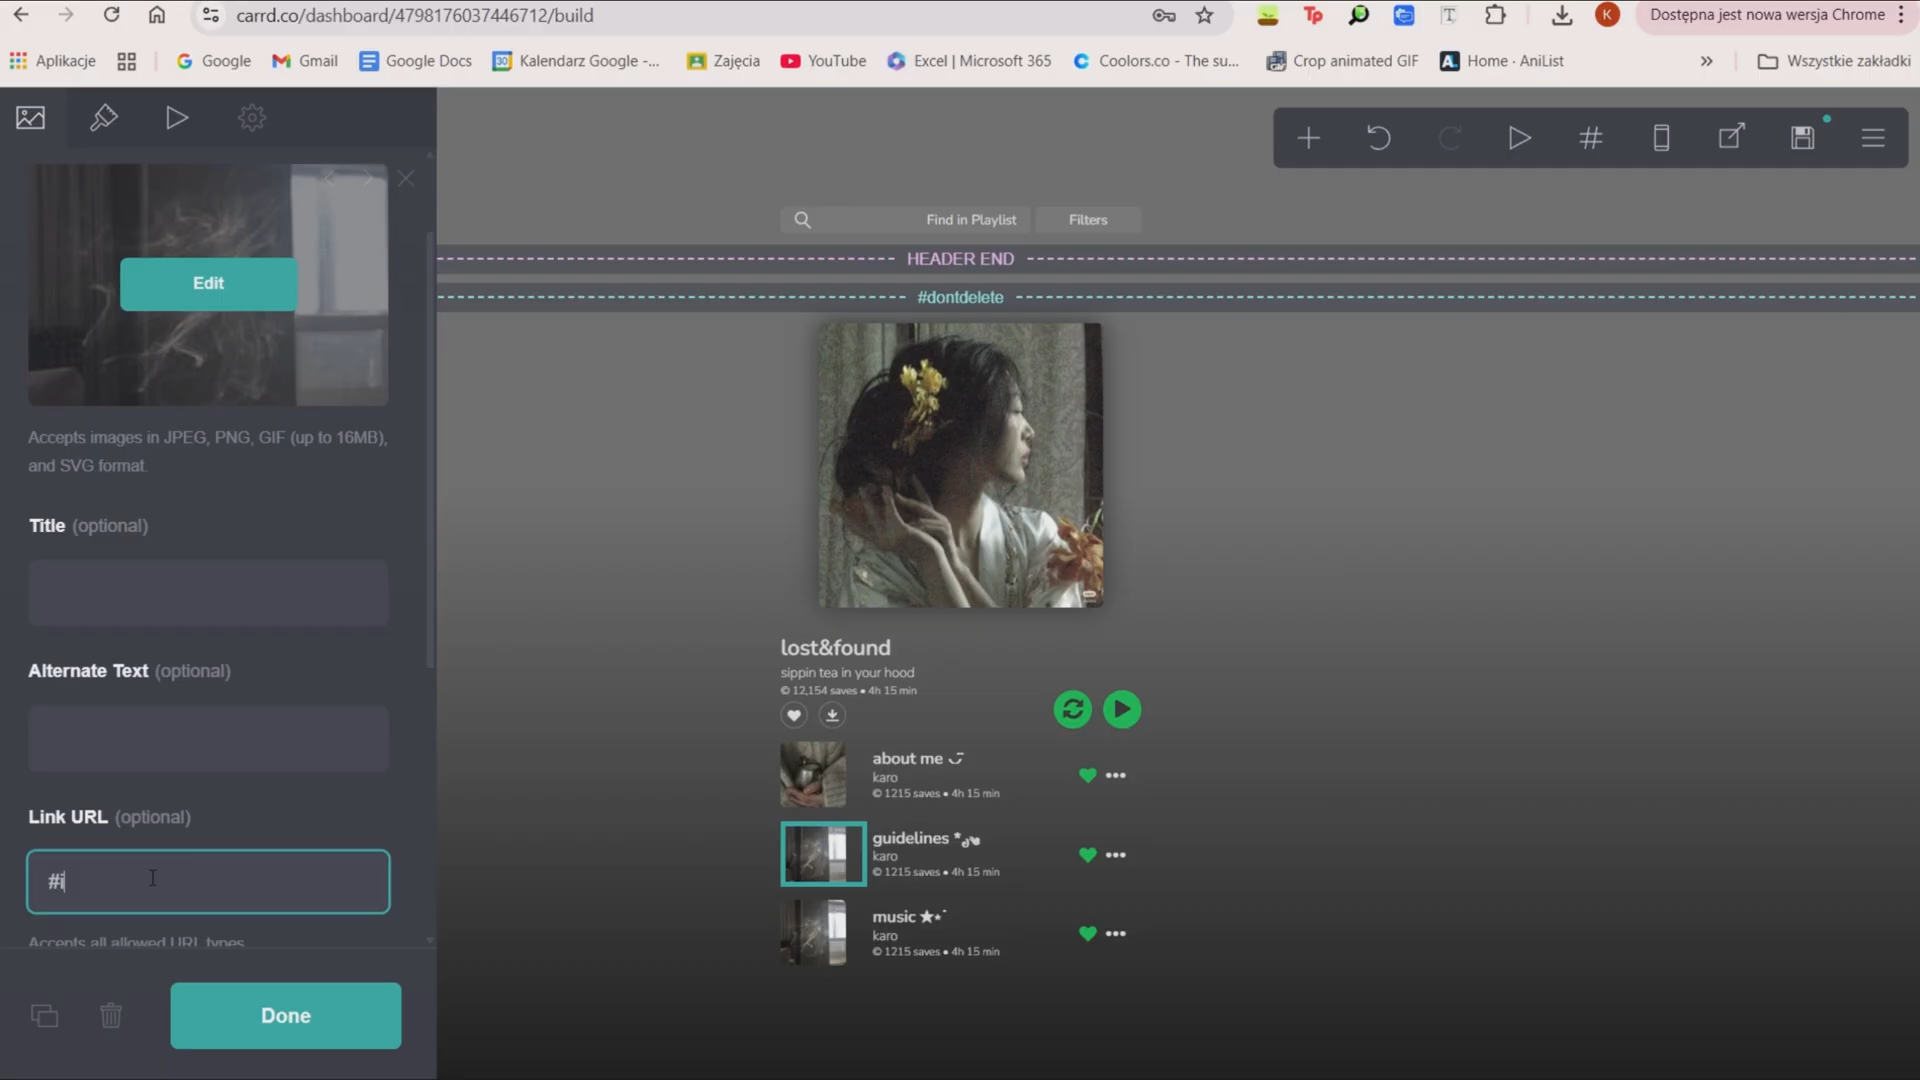 carrd.co/dashboard/4798176037446712/build
Dostępna jest nowa wersja Chrome
Aplikacje
Google
Gmail
Google Docs
Kalendarz Google -...
Zajęcia
YouTube
Excel | Microsoft 365
Coolors.co - The su...
Crop animated GIF
Home · AniList
Wszystkie zakładki
Edit
Accepts images in JPEG, PNG, GIF (up to 16MB),
and SVG format.
Title (optional)
Alternate Text (optional)
Link URL (optional)
#i
Accepts all allowed URL types
Done
Find in Playlist
Filters
HEADER END
#dontdelete
lost&found
sippin tea in your hood
© 12,154 saves • 4h 15 min
about me
karo
© 1215 saves • 4h 15 min
guidelines
karo
© 1215 saves • 4h 15 min
music ★⋆˙
karo
© 1215 saves • 4h 15 min